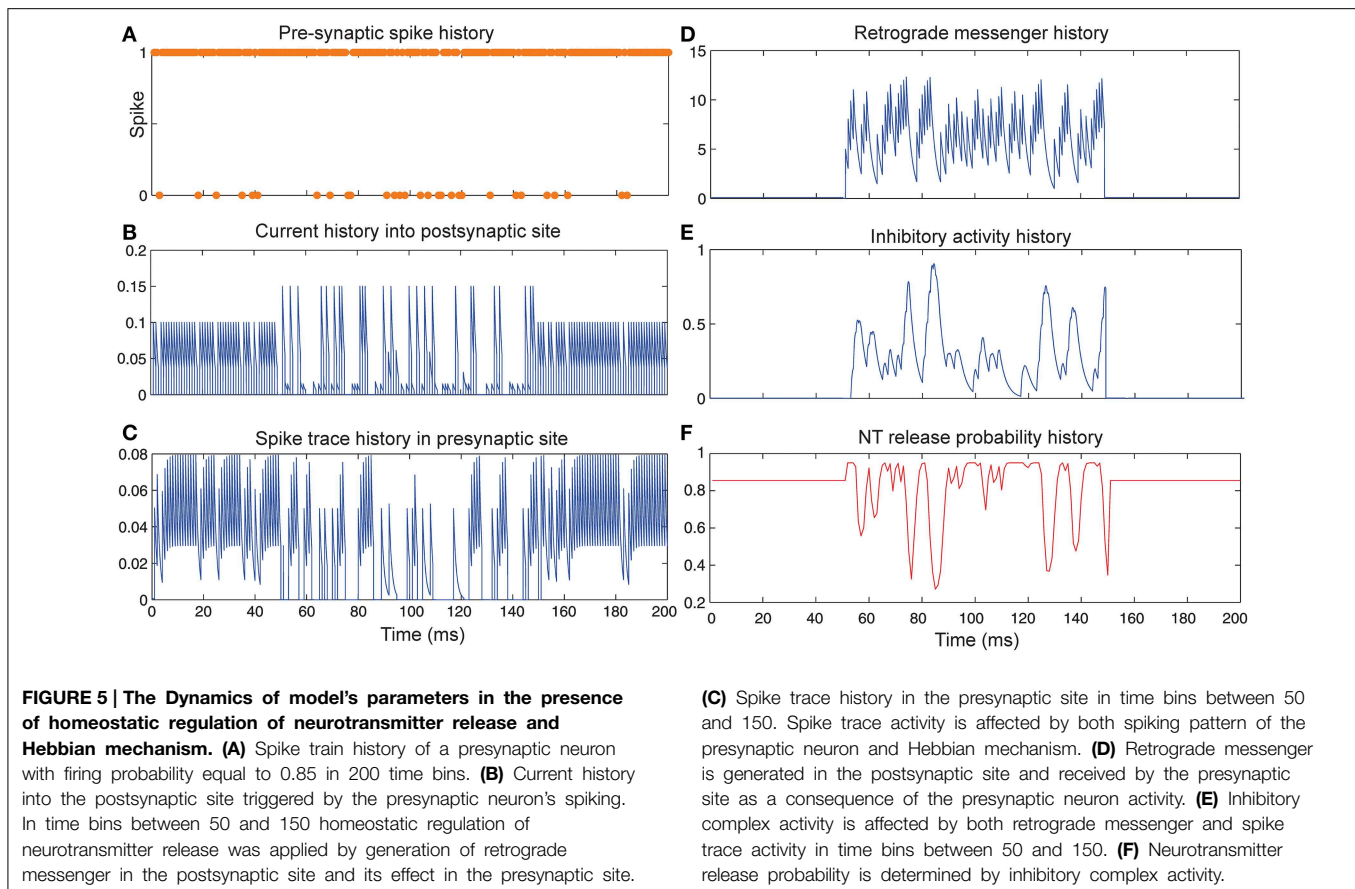 A
Pre-synaptic spike history
1
Spike
0
B
Current history into postsynaptic site
0.2
0.15
0.1
0.05
0
C
Spike trace history in presynaptic site
0.08
0.06
0.04
0.02
0
0 20 40 60 80 100 120 140 160 180 200
Time (ms)
D
Retrograde messenger history
15
10
5
0
E
Inhibitory activity history
1
0.5
0
F
NT release probability history
1
0.8
0.6
0.4
0.2
0 20 40 60 80 100 120 140 160 180 200
Time (ms)
FIGURE 5 | The Dynamics of model's parameters in the presence
of homeostatic regulation of neurotransmitter release and
Hebbian mechanism. (A) Spike train history of a presynaptic neuron
with firing probability equal to 0.85 in 200 time bins. (B) Current history
into the postsynaptic site triggered by the presynaptic neuron's spiking.
In time bins between 50 and 150 homeostatic regulation of
neurotransmitter release was applied by generation of retrograde
messenger in the postsynaptic site and its effect in the presynaptic site.
(C) Spike trace history in the presynaptic site in time bins between 50
and 150. Spike trace activity is affected by both spiking pattern of the
presynaptic neuron and Hebbian mechanism. (D) Retrograde messenger
is generated in the postsynaptic site and received by the presynaptic
site as a consequence of the presynaptic neuron activity. (E) Inhibitory
complex activity is affected by both retrograde messenger and spike
trace activity in time bins between 50 and 150. (F) Neurotransmitter
release probability is determined by inhibitory complex activity.